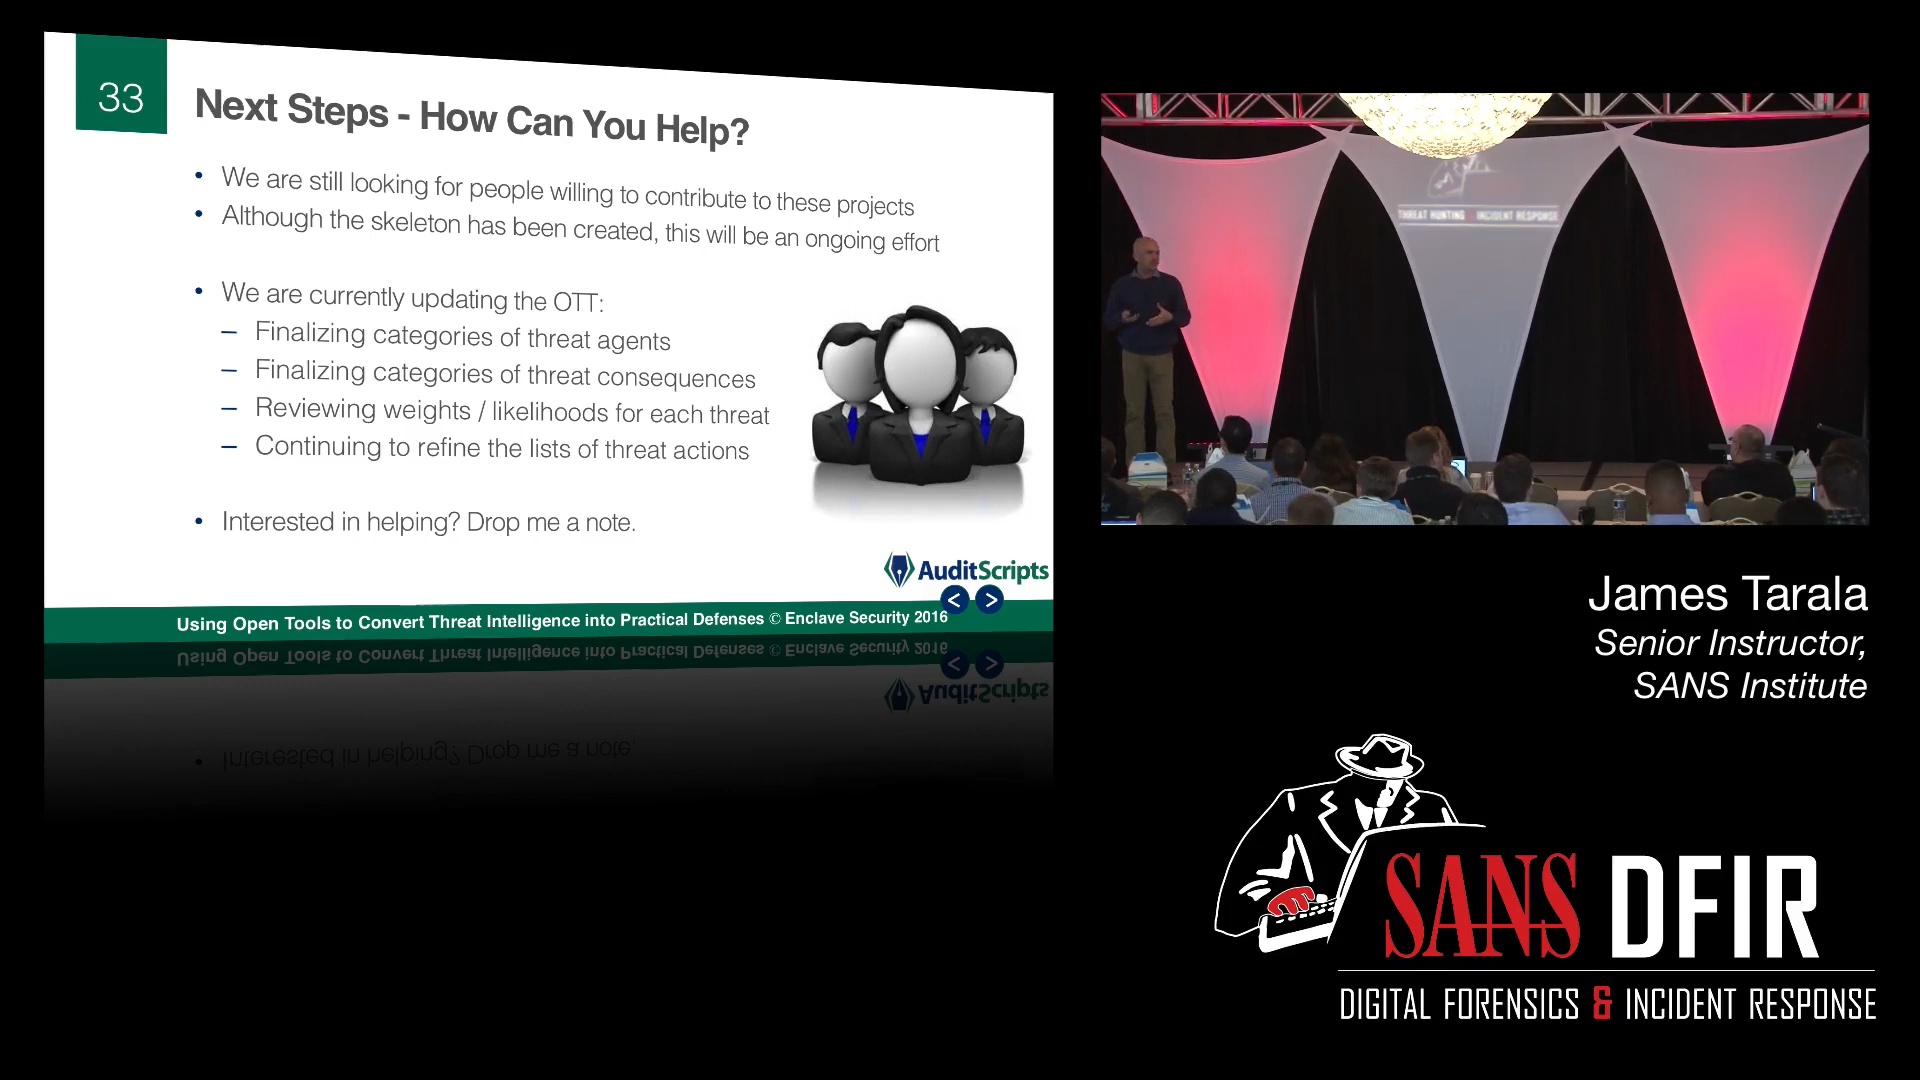 33
Next Steps - How Can You Help?
• We are still looking for people willing to contribute to these projects
• Although the skeleton has been created, this will be an ongoing effort
• We are currently updating the OTT:
– Finalizing categories of threat agents
– Finalizing categories of threat consequences
– Reviewing weights / likelihoods for each threat
– Continuing to refine the lists of threat actions
• Interested in helping? Drop me a note.
AuditScripts
< >
Using Open Tools to Convert Threat Intelligence into Practical Defenses © Enclave Security 2016
THREAT HUNTING & INCIDENT RESPONSE
James Tarala
Senior Instructor,
SANS Institute
SANS DFIR
DIGITAL FORENSICS & INCIDENT RESPONSE